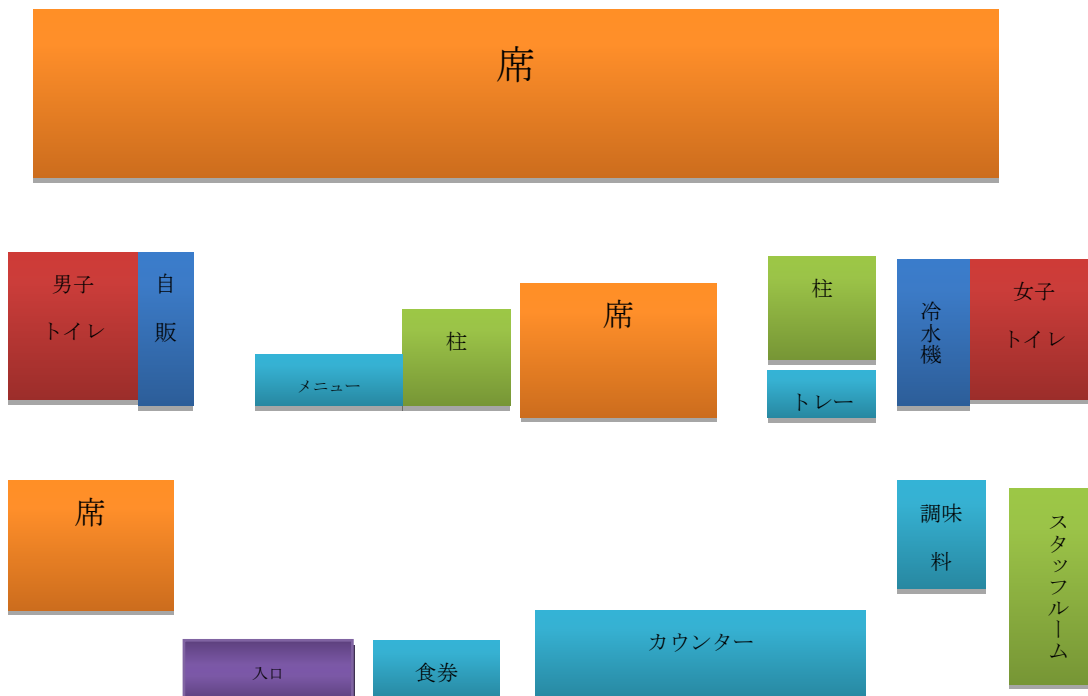 席
男子
トイレ
自
販
メニュー
柱
席
柱
トレー
冷水機
女子
トイレ
席
調味
料
スタッフルーム
入口
食券
カウンター